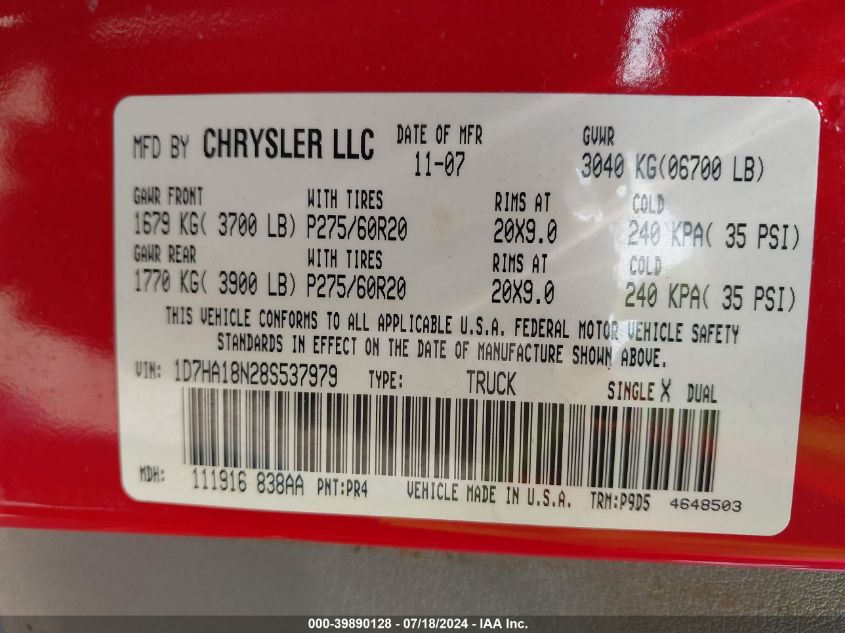 MFD BY CHRYSLER LLC DATE OF MFR GVWR
11-07 3040 KG(06700 LB)
GAWR FRONT WITH TIRES RIMS AT COLD
1679 KG( 3700 LB) P275/60R20 20X9.0 240 KPA( 35 PSI)
GAWR REAR WITH TIRES RIMS AT COLD
1770 KG( 3900 LB) P275/60R20 20X9.0 240 KPA( 35 PSI)
THIS VEHICLE CONFORMS TO ALL APPLICABLE U.S.A. FEDERAL MOTOR VEHICLE SAFETY
STANDARDS IN EFFECT ON THE DATE OF MANUFACTURE SHOWN ABOVE.
VIN: 1D7HA18N28S537979 TYPE: TRUCK SINGLE X DUAL
MDH: 111916 838AA PNT:PR4 VEHICLE MADE IN U.S.A. TRM:P9D5 4648503
000-39890128 - 07/18/2024 - IAA Inc.